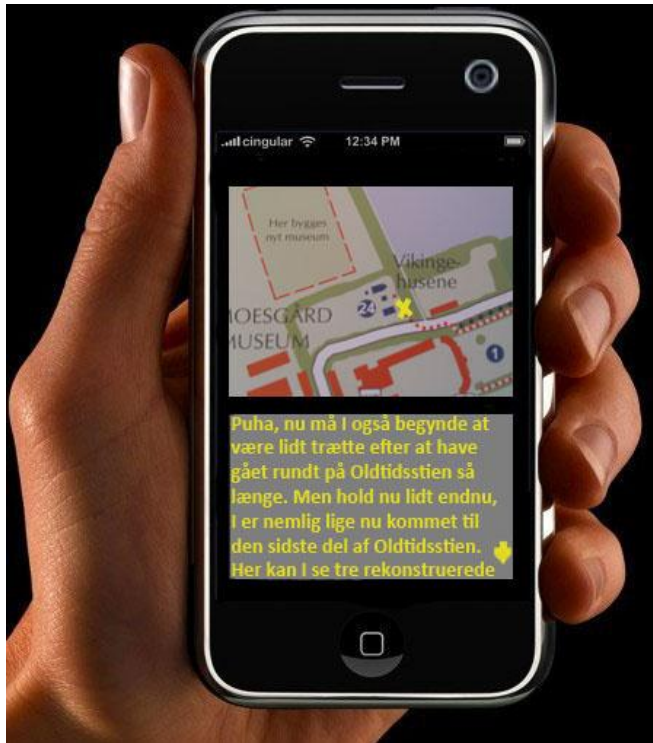 cingular 12:34 PM
Her bygges
nyt museum
Vikinge-
husene
24
MOESGÅRD
MUSEUM
1
Puha, nu må I også begynde at
være lidt trætte efter at have
gået rundt på Oldtidsstien så
længe. Men hold nu lidt endnu,
I er nemlig lige nu kommet til
den sidste del af Oldtidsstien.
Her kan I se tre rekonstruerede